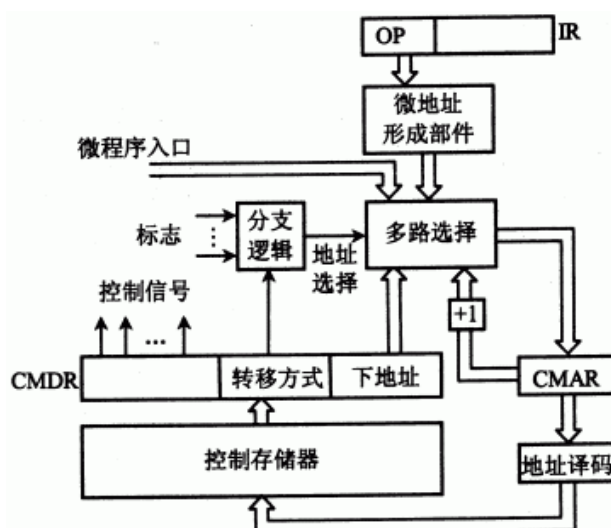 OP
IR
微地址
形成部件
微程序入口
标志
⋮
分支
逻辑
地址
选择
多路选择
控制信号
…
+1
CMDR
转移方式
下地址
CMAR
控制存储器
地址译码